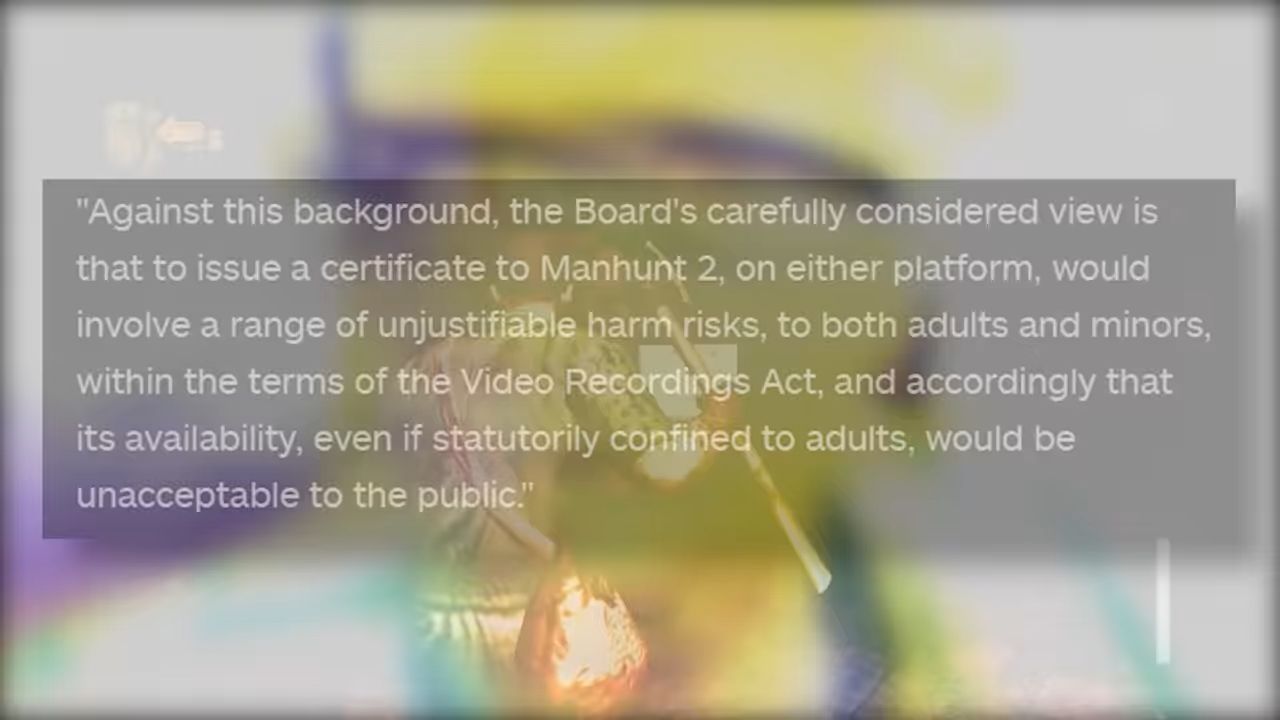 "Against this background, the Board's carefully considered view is
that to issue a certificate to Manhunt 2, on either platform, would
involve a range of unjustifiable harm risks, to both adults and minors,
within the terms of the Video Recordings Act, and accordingly that
its availability, even if statutorily confined to adults, would be
unacceptable to the public."